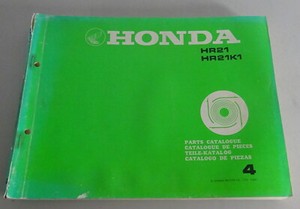 HONDA
HR21
HR21K1
PARTS CATALOGUE
CATALOGUE DE PIECES
TEILE-KATALOG
CATALOGO DE PIEZAS
4